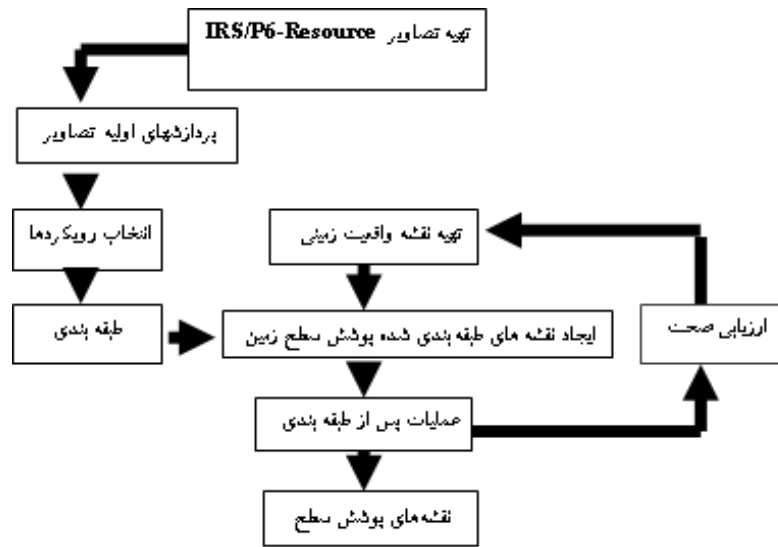 تهیه تصاویر IRS/P6-Resource
پردازشهای اولیه تصاویر
انتخاب رویکردها
تهیه نقشه واقعیت زمینی
طبقه بندی
ایجاد نقشه های طبقه بندی شده پوشش سطح زمین
ارزیابی صحت
عملیات پس از طبقه بندی
نقشه‌های پوشش سطح